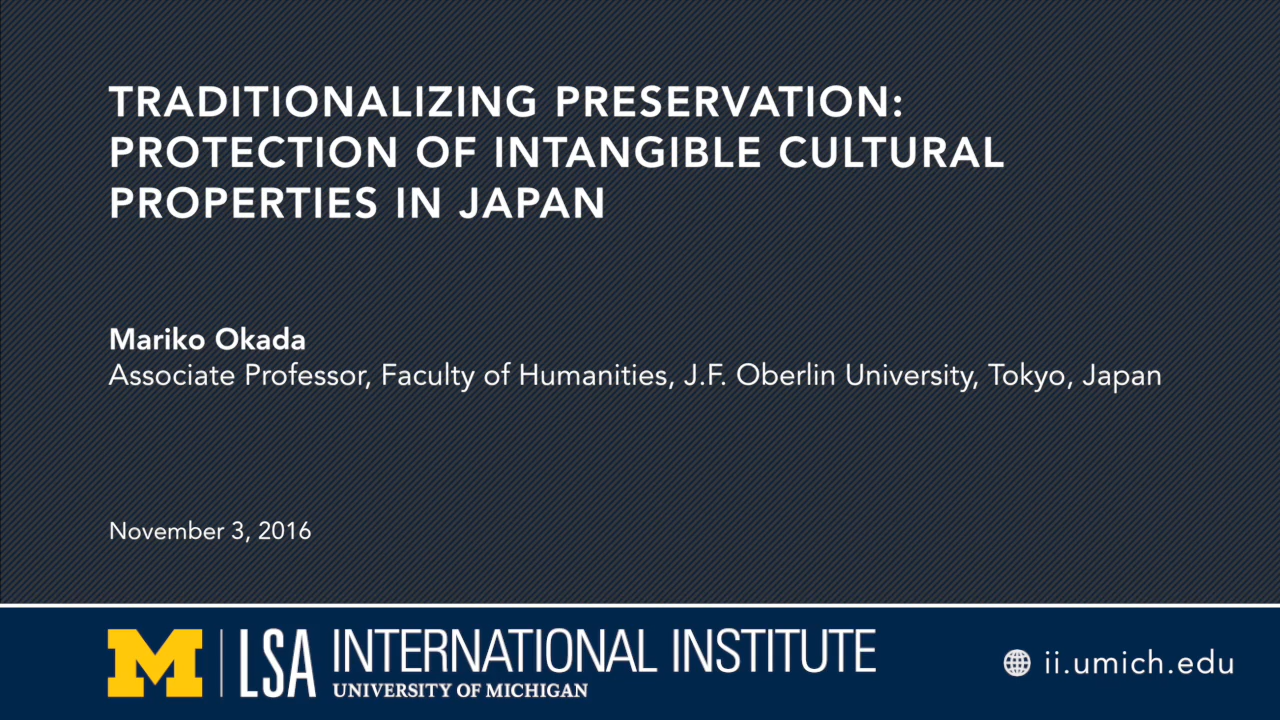 TRADITIONALIZING PRESERVATION:
PROTECTION OF INTANGIBLE CULTURAL
PROPERTIES IN JAPAN
Mariko Okada
Associate Professor, Faculty of Humanities, J.F. Oberlin University, Tokyo, Japan
November 3, 2016
M LSA INTERNATIONAL INSTITUTE
UNIVERSITY OF MICHIGAN
ii.umich.edu